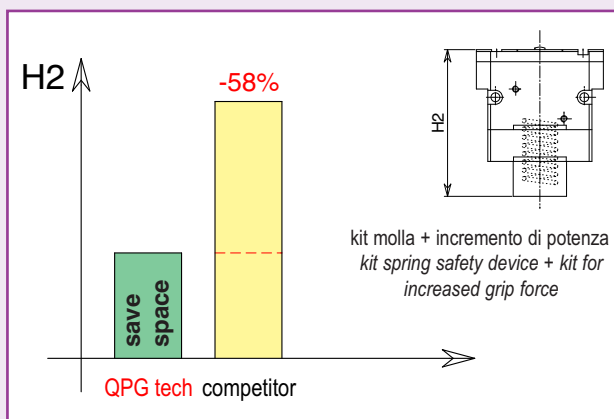 H2
-58%
save
space
QPG tech competitor
H2
kit molla + incremento di potenza
kit spring safety device + kit for
increased grip force